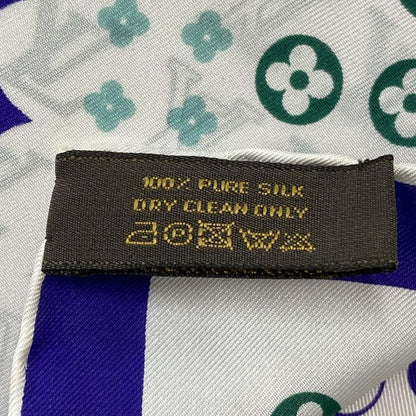 100% PURE SILK
DRY CLEAN ONLY
P